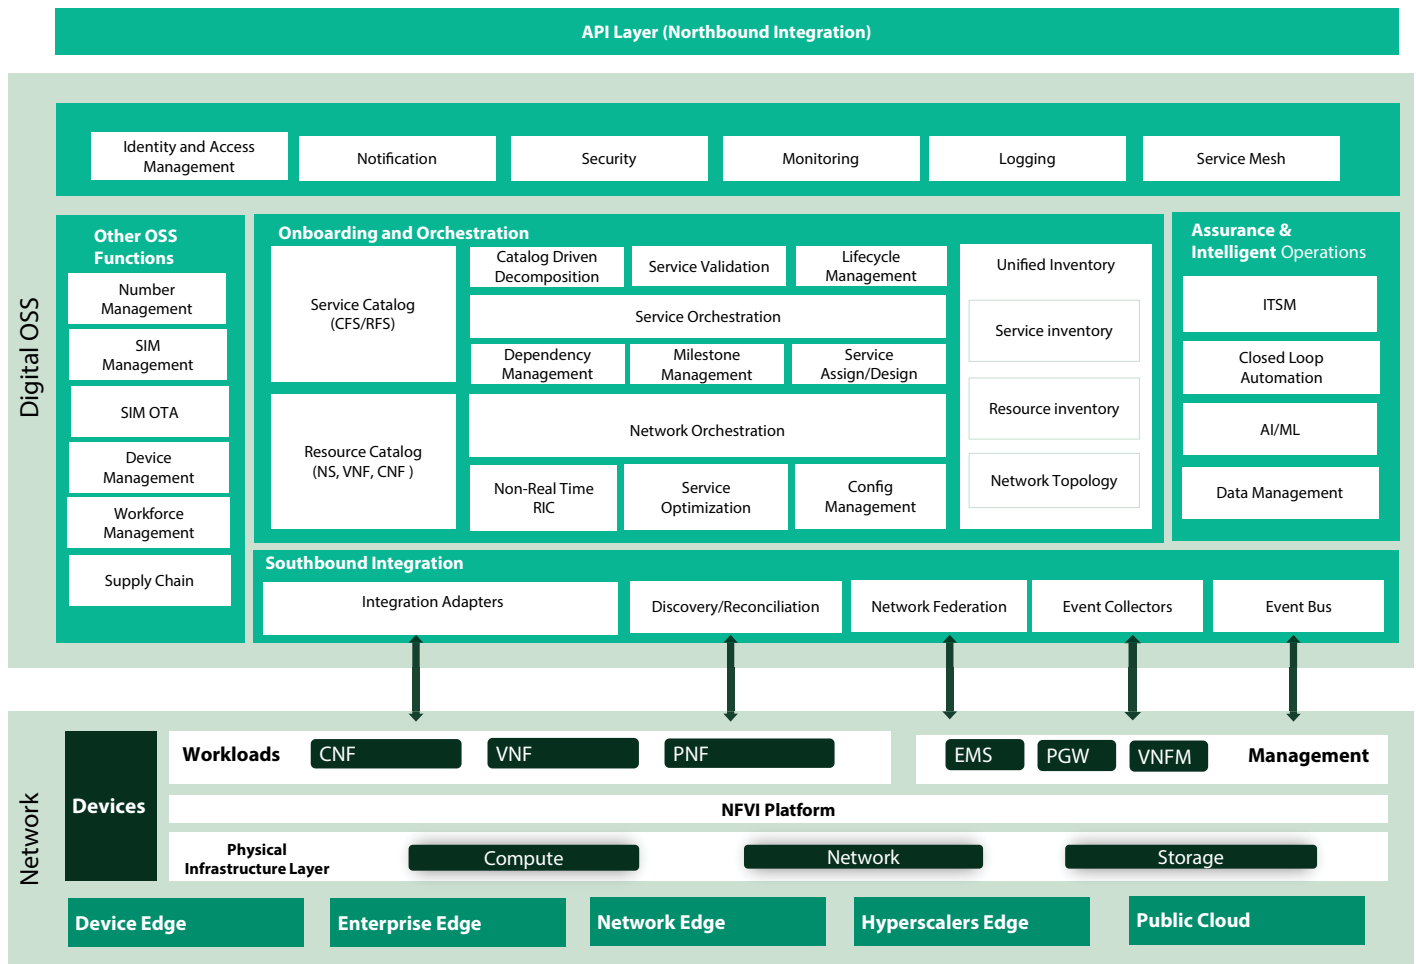 API Layer (Northbound Integration)
Digital OSS
Identity and Access
Management
Notification
Security
Monitoring
Logging
Service Mesh
Other OSS
Functions
Number
Management
SIM
Management
SIM OTA
Device
Management
Workforce
Management
Supply Chain
Onboarding and Orchestration
Service Catalog
(CFS/RFS)
Resource Catalog
(NS, VNF, CNF )
Catalog Driven
Decomposition
Service Validation
Lifecycle
Management
Service Orchestration
Dependency
Management
Milestone
Management
Service
Assign/Design
Network Orchestration
Non-Real Time
RIC
Service
Optimization
Config
Management
Unified Inventory
Service inventory
Resource inventory
Network Topology
Assurance &
Intelligent Operations
ITSM
Closed Loop
Automation
AI/ML
Data Management
Southbound Integration
Integration Adapters
Discovery/Reconciliation
Network Federation
Event Collectors
Event Bus
Network
Devices
Workloads
CNF
VNF
PNF
EMS
PGW
VNFM
Management
NFVI Platform
Physical
Infrastructure Layer
Compute
Network
Storage
Device Edge
Enterprise Edge
Network Edge
Hyperscalers Edge
Public Cloud